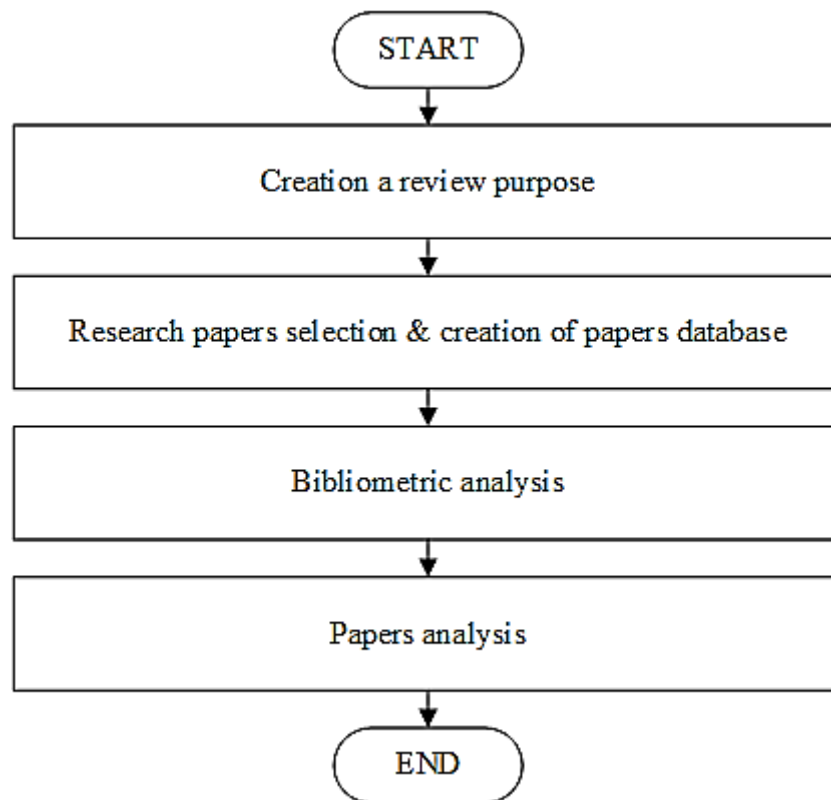 START
Creation a review purpose
Research papers selection & creation of papers database
Bibliometric analysis
Papers analysis
END